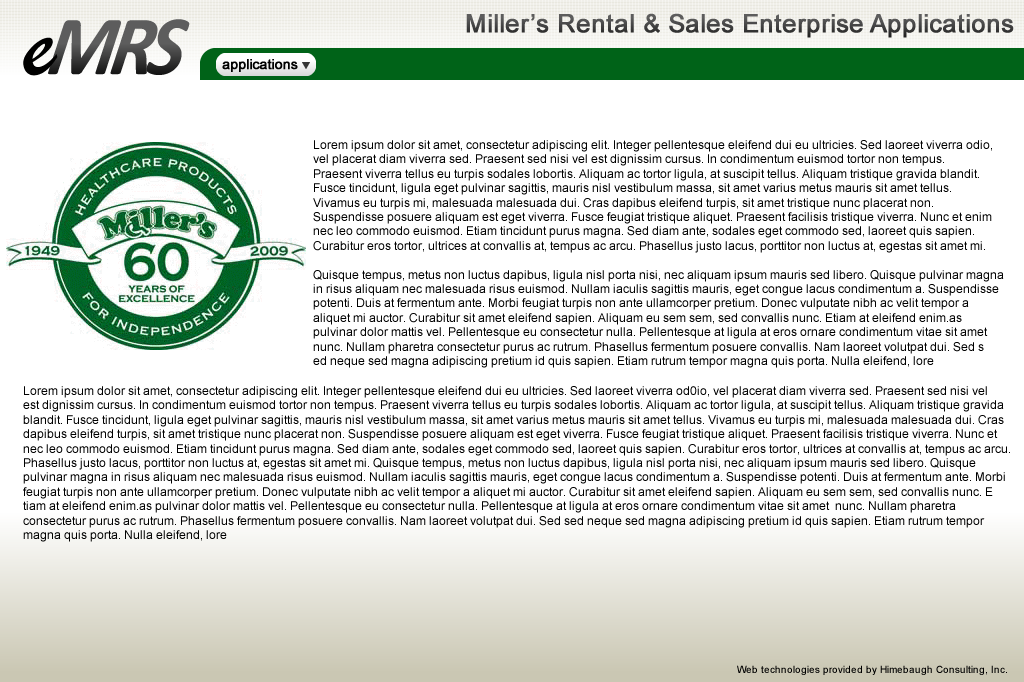 eMRS
Miller's Rental & Sales Enterprise Applications
applications ▼
HEALTHCARE PRODUCTS
Miller's
1949
60
2009
YEARS OF
EXCELLENCE
FOR INDEPENDENCE
Lorem ipsum dolor sit amet, consectetur adipiscing elit. Integer pellentesque eleifend dui eu ultricies. Sed laoreet viverra odio,
vel placerat diam viverra sed. Praesent sed nisi vel est dignissim cursus. In condimentum euismod tortor non tempus.
Praesent viverra tellus eu turpis sodales lobortis. Aliquam ac tortor ligula, at suscipit tellus. Aliquam tristique gravida blandit.
Fusce tincidunt, ligula eget pulvinar sagittis, mauris nisl vestibulum massa, sit amet varius metus mauris sit amet tellus.
Vivamus eu turpis mi, malesuada malesuada dui. Cras dapibus eleifend turpis, sit amet tristique nunc placerat non.
Suspendisse posuere aliquam est eget viverra. Fusce feugiat tristique aliquet. Praesent facilisis tristique viverra. Nunc et enim
nec leo commodo euismod. Etiam tincidunt purus magna. Sed diam ante, sodales eget commodo sed, laoreet quis sapien.
Curabitur eros tortor, ultrices at convallis at, tempus ac arcu. Phasellus justo lacus, porttitor non luctus at, egestas sit amet mi.
Quisque tempus, metus non luctus dapibus, ligula nisl porta nisi, nec aliquam ipsum mauris sed libero. Quisque pulvinar magna
in risus aliquam nec malesuada risus euismod. Nullam iaculis sagittis mauris, eget congue lacus condimentum a. Suspendisse
potenti. Duis at fermentum ante. Morbi feugiat turpis non ante ullamcorper pretium. Donec vulputate nibh ac velit tempor a
aliquet mi auctor. Curabitur sit amet eleifend sapien. Aliquam eu sem sem, sed convallis nunc. Etiam at eleifend enim.as
pulvinar dolor mattis vel. Pellentesque eu consectetur nulla. Pellentesque at ligula at eros ornare condimentum vitae sit amet
nunc. Nullam pharetra consectetur purus ac rutrum. Phasellus fermentum posuere convallis. Nam laoreet volutpat dui. Sed s
ed neque sed magna adipiscing pretium id quis sapien. Etiam rutrum tempor magna quis porta. Nulla eleifend, lore
Lorem ipsum dolor sit amet, consectetur adipiscing elit. Integer pellentesque eleifend dui eu ultricies. Sed laoreet viverra od0io, vel placerat diam viverra sed. Praesent sed nisi vel
est dignissim cursus. In condimentum euismod tortor non tempus. Praesent viverra tellus eu turpis sodales lobortis. Aliquam ac tortor ligula, at suscipit tellus. Aliquam tristique gravida
blandit. Fusce tincidunt, ligula eget pulvinar sagittis, mauris nisl vestibulum massa, sit amet varius metus mauris sit amet tellus. Vivamus eu turpis mi, malesuada malesuada dui. Cras
dapibus eleifend turpis, sit amet tristique nunc placerat non. Suspendisse posuere aliquam est eget viverra. Fusce feugiat tristique aliquet. Praesent facilisis tristique viverra. Nunc et
nec leo commodo euismod. Etiam tincidunt purus magna. Sed diam ante, sodales eget commodo sed, laoreet quis sapien. Curabitur eros tortor, ultrices at convallis at, tempus ac arcu.
Phasellus justo lacus, porttitor non luctus at, egestas sit amet mi. Quisque tempus, metus non luctus dapibus, ligula nisl porta nisi, nec aliquam ipsum mauris sed libero. Quisque
pulvinar magna in risus aliquam nec malesuada risus euismod. Nullam iaculis sagittis mauris, eget congue lacus condimentum a. Suspendisse potenti. Duis at fermentum ante. Morbi
feugiat turpis non ante ullamcorper pretium. Donec vulputate nibh ac velit tempor a aliquet mi auctor. Curabitur sit amet eleifend sapien. Aliquam eu sem sem, sed convallis nunc. E
tiam at eleifend enim.as pulvinar dolor mattis vel. Pellentesque eu consectetur nulla. Pellentesque at ligula at eros ornare condimentum vitae sit amet nunc. Nullam pharetra
consectetur purus ac rutrum. Phasellus fermentum posuere convallis. Nam laoreet volutpat dui. Sed sed neque sed magna adipiscing pretium id quis sapien. Etiam rutrum tempor
magna quis porta. Nulla eleifend, lore
Web technologies provided by Himebaugh Consulting, Inc.